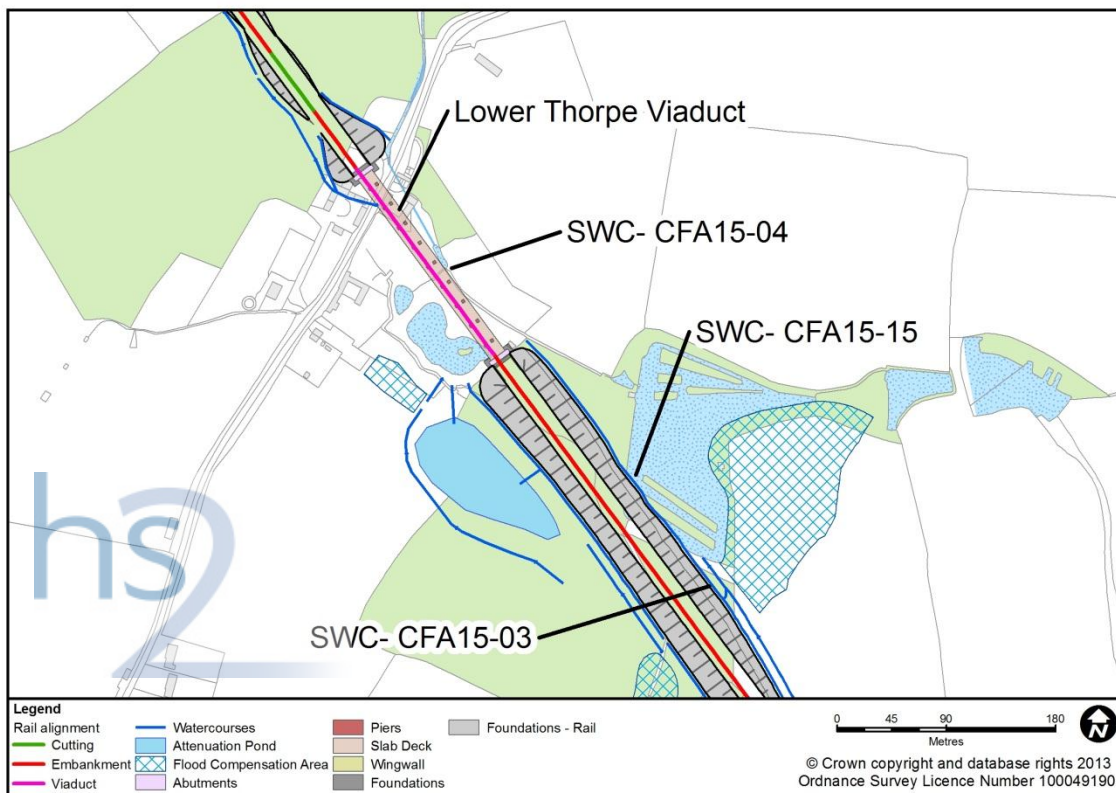 Lower Thorpe Viaduct
SWC- CFA15-04
SWC- CFA15-15
hs2
SWC- CFA15-03
Legend
Rail alignment
Cutting
Embankment
Viaduct
Watercourses
Attenuation Pond
Flood Compensation Area
Abutments
Piers
Slab Deck
Wingwall
Foundations
Foundations - Rail
0 45 90 180
Metres
N
© Crown copyright and database rights 2013
Ordnance Survey Licence Number 100049190